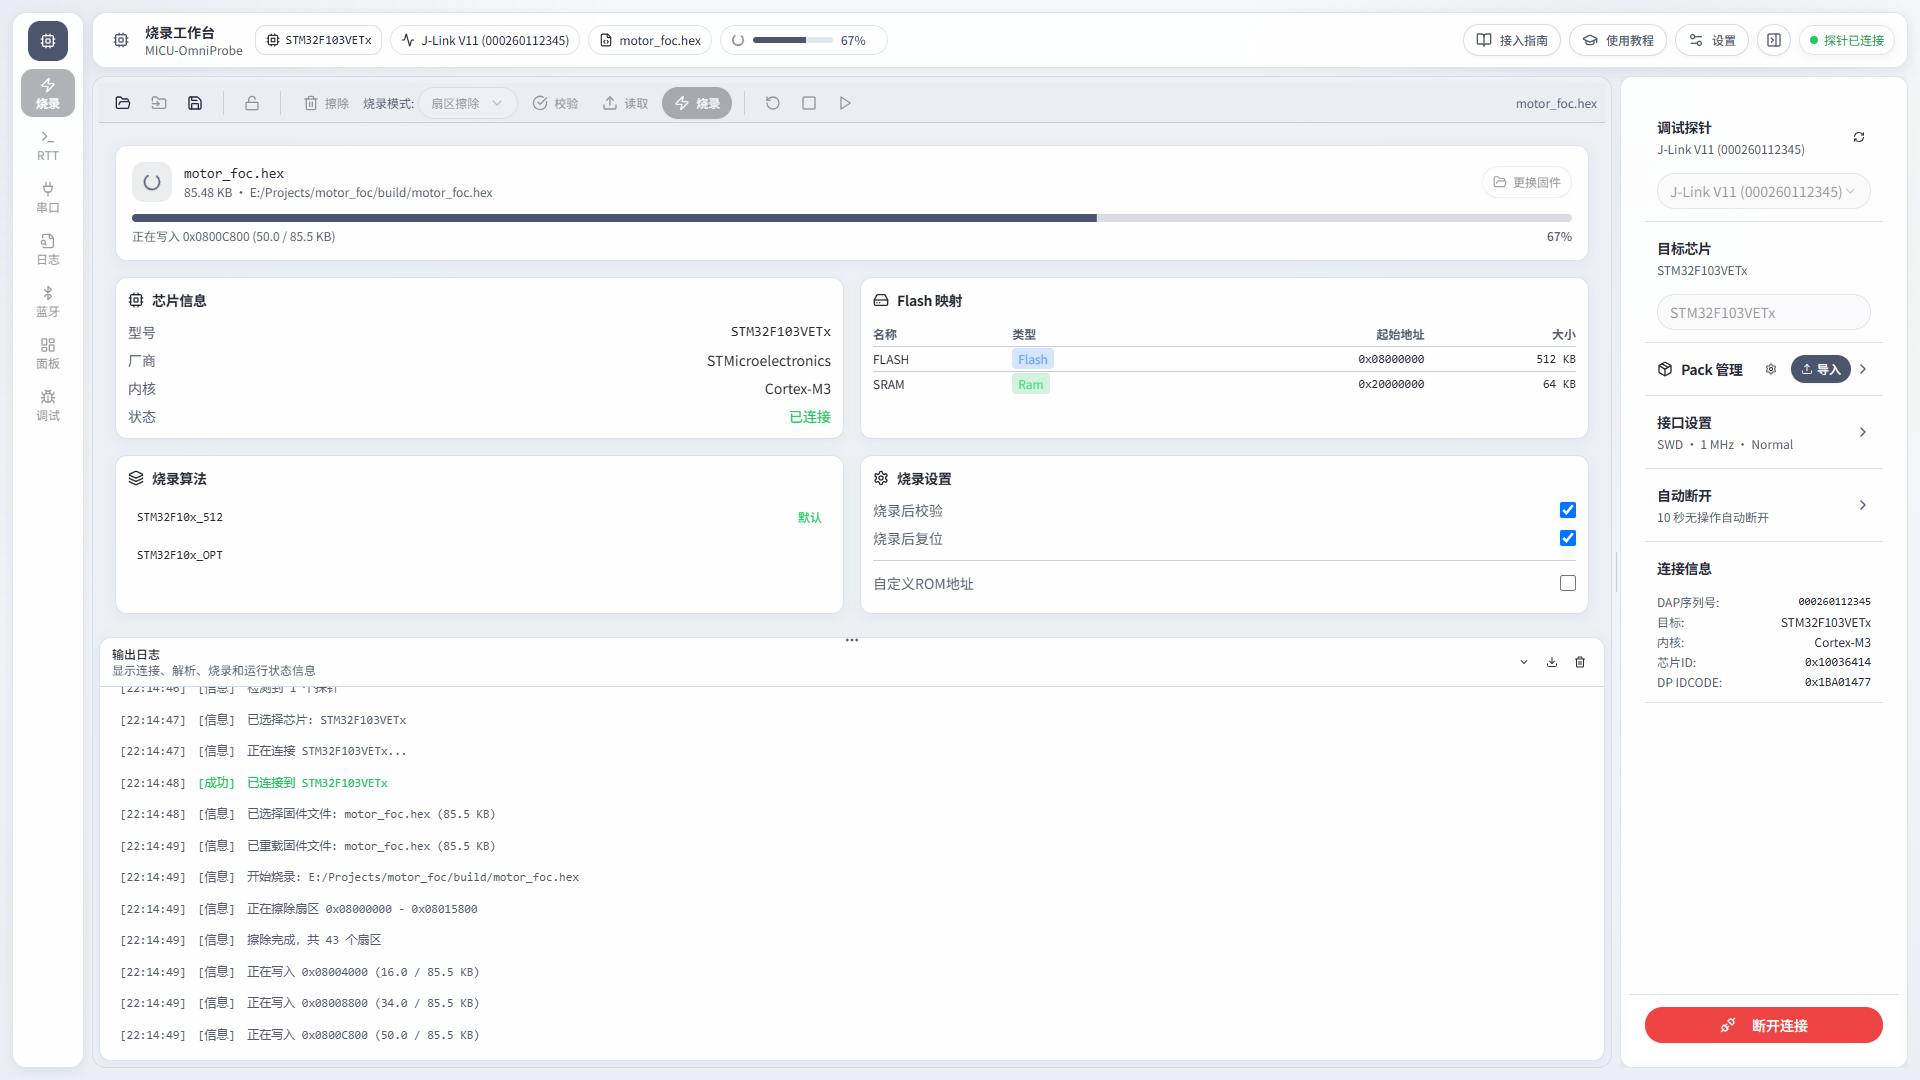 烧录工作台
MICU-OmniProbe
STM32F103VETx
J-Link V11 (000260112345)
motor_foc.hex
67%
接入指南
使用教程
设置
探针已连接
烧录
RTT
串口
日志
蓝牙
面板
调试
擦除
烧录模式:
扇区擦除
校验
读取
烧录
motor_foc.hex
motor_foc.hex
85.48 KB • E:/Projects/motor_foc/build/motor_foc.hex
更换固件
正在写入 0x0800C800 (50.0 / 85.5 KB)
67%
芯片信息
型号 STM32F103VETx
厂商 STMicroelectronics
内核 Cortex-M3
状态 已连接
Flash 映射
名称 类型 起始地址 大小
FLASH Flash 0x08000000 512 KB
SRAM Ram 0x20000000 64 KB
烧录算法
STM32F10x_512 默认
STM32F10x_OPT
烧录设置
烧录后校验
烧录后复位
自定义ROM地址
输出日志
显示连接、解析、烧录和运行状态信息
[22:14:46] [信息] 检测到 1 个探针
[22:14:47] [信息] 已选择芯片: STM32F103VETx
[22:14:47] [信息] 正在连接 STM32F103VETx...
[22:14:48] [成功] 已连接到 STM32F103VETx
[22:14:48] [信息] 已选择固件文件: motor_foc.hex (85.5 KB)
[22:14:49] [信息] 已重载固件文件: motor_foc.hex (85.5 KB)
[22:14:49] [信息] 开始烧录: E:/Projects/motor_foc/build/motor_foc.hex
[22:14:49] [信息] 正在擦除扇区 0x08000000 - 0x08015800
[22:14:49] [信息] 擦除完成，共 43 个扇区
[22:14:49] [信息] 正在写入 0x08004000 (16.0 / 85.5 KB)
[22:14:49] [信息] 正在写入 0x08008800 (34.0 / 85.5 KB)
[22:14:49] [信息] 正在写入 0x0800C800 (50.0 / 85.5 KB)
调试探针
J-Link V11 (000260112345)
J-Link V11 (000260112345)
目标芯片
STM32F103VETx
STM32F103VETx
Pack 管理
导入
接口设置
SWD • 1 MHz • Normal
自动断开
10 秒无操作自动断开
连接信息
DAP序列号: 000260112345
目标: STM32F103VETx
内核: Cortex-M3
芯片ID: 0x10036414
DP IDCODE: 0x1BA01477
断开连接